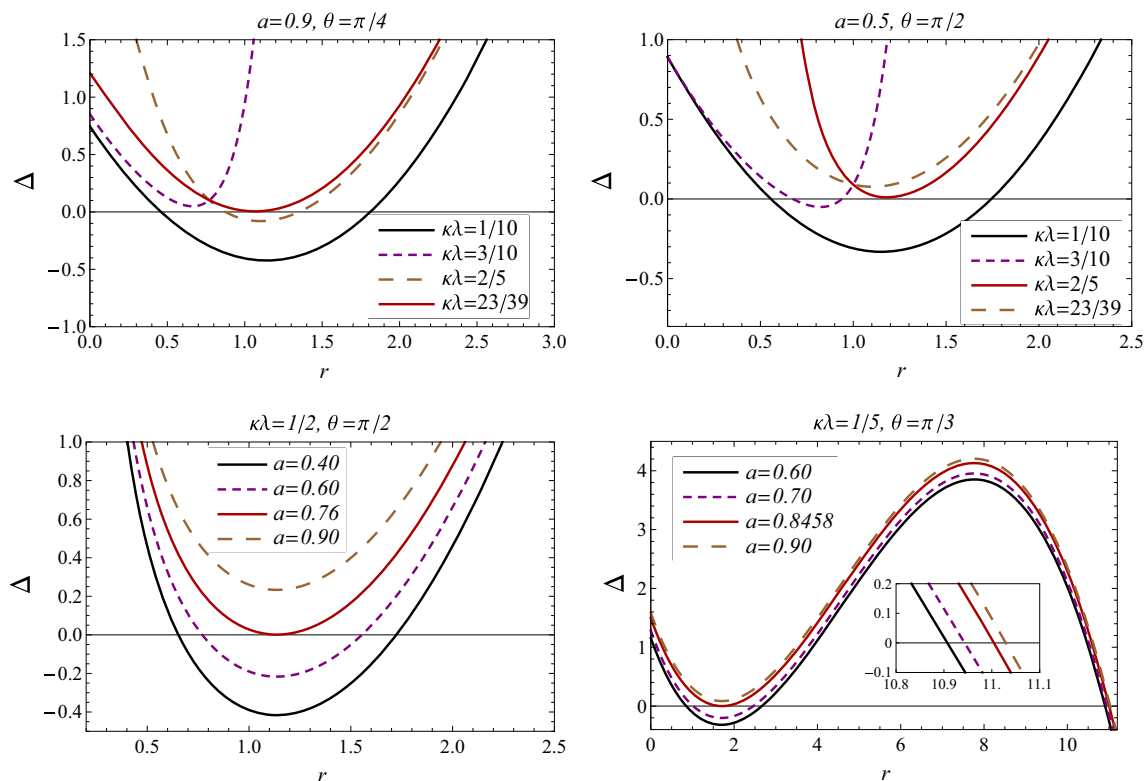 a=0.9, θ=π/4
1.5
1.0
0.5
0.0
−0.5
−1.0
Δ
0.0 0.5 1.0 1.5 2.0 2.5 3.0
r
κλ=1/10
κλ=3/10
κλ=2/5
κλ=23/39
a=0.5, θ=π/2
1.0
0.5
0.0
−0.5
Δ
0.0 0.5 1.0 1.5 2.0 2.5
r
κλ=1/10
κλ=3/10
κλ=2/5
κλ=23/39
κλ=1/2, θ=π/2
1.0
0.8
0.6
0.4
0.2
0.0
−0.2
−0.4
Δ
0.5 1.0 1.5 2.0 2.5
r
a=0.40
a=0.60
a=0.76
a=0.90
κλ=1/5, θ=π/3
4
3
2
1
0
Δ
0 2 4 6 8 10
r
a=0.60
a=0.70
a=0.8458
a=0.90
0.2
0.1
0
−0.1
10.8 10.9 11. 11.1